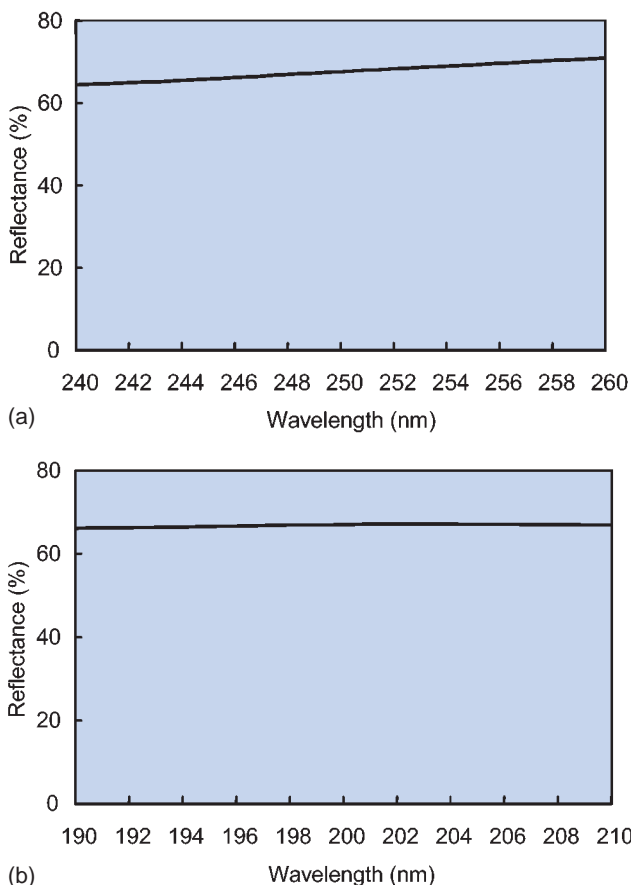 80
60
40
20
0
Reflectance (%)
240 242 244 246 248 250 252 254 256 258 260
Wavelength (nm)
(a)
80
60
40
20
0
Reflectance (%)
190 192 194 196 198 200 202 204 206 208 210
Wavelength (nm)
(b)